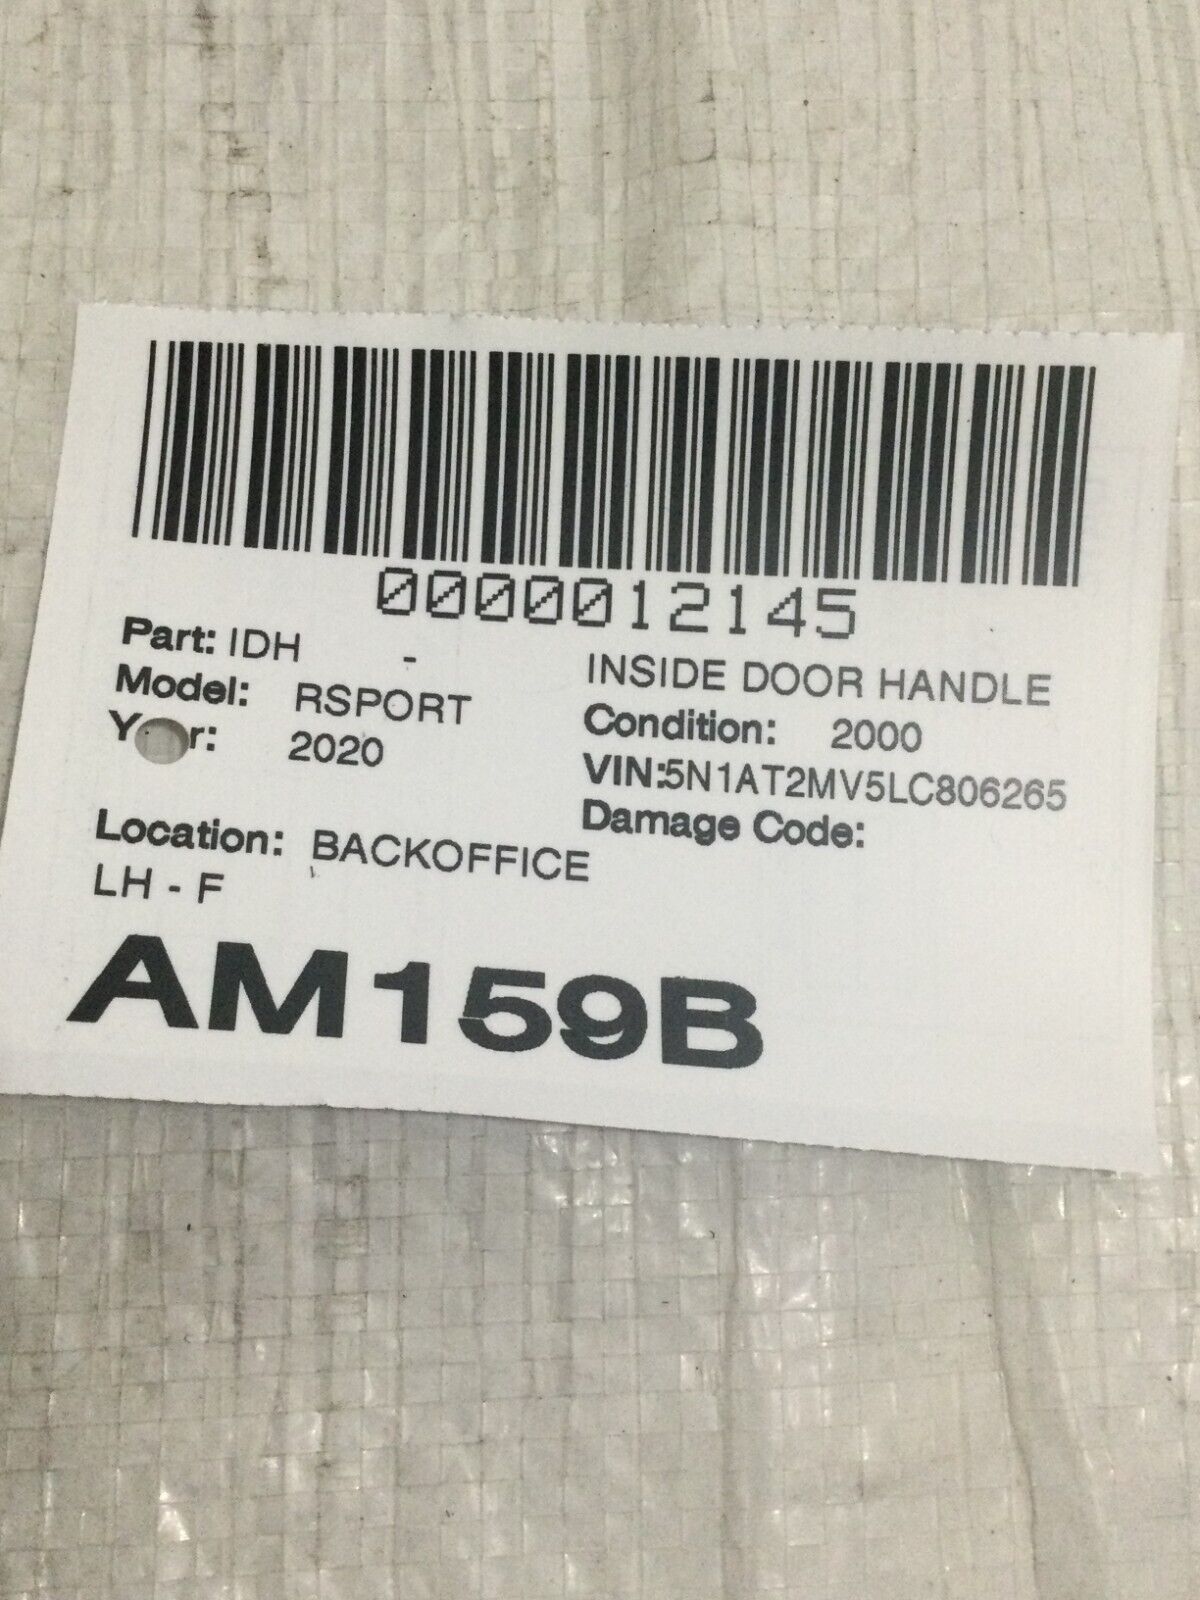 0000012145
Part: IDH - INSIDE DOOR HANDLE
Model: RSPORT Condition: 2000
Y r: 2020 VIN:5N1AT2MV5LC806265
Damage Code:
Location: BACKOFFICE
LH - F
AM159B